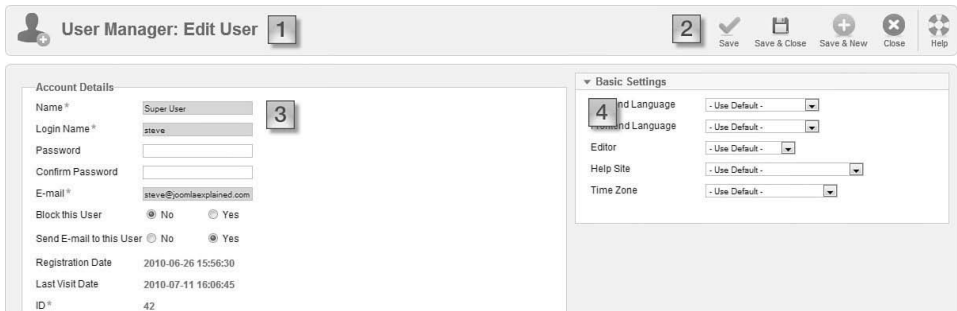 User Manager: Edit User 1
2 Save Save & Close Save & New Close Help
Account Details
Name * Super User
3
Login Name * steve
Password
Confirm Password
E-mail * steve@joomlaexplained.com
Block this User No Yes
Send E-mail to this User No Yes
Registration Date 2010-06-26 15:56:30
Last Visit Date 2010-07-11 16:06:45
ID * 42
Basic Settings
4
nd Language - Use Default -
Language - Use Default -
Editor - Use Default -
Help Site - Use Default -
Time Zone - Use Default -